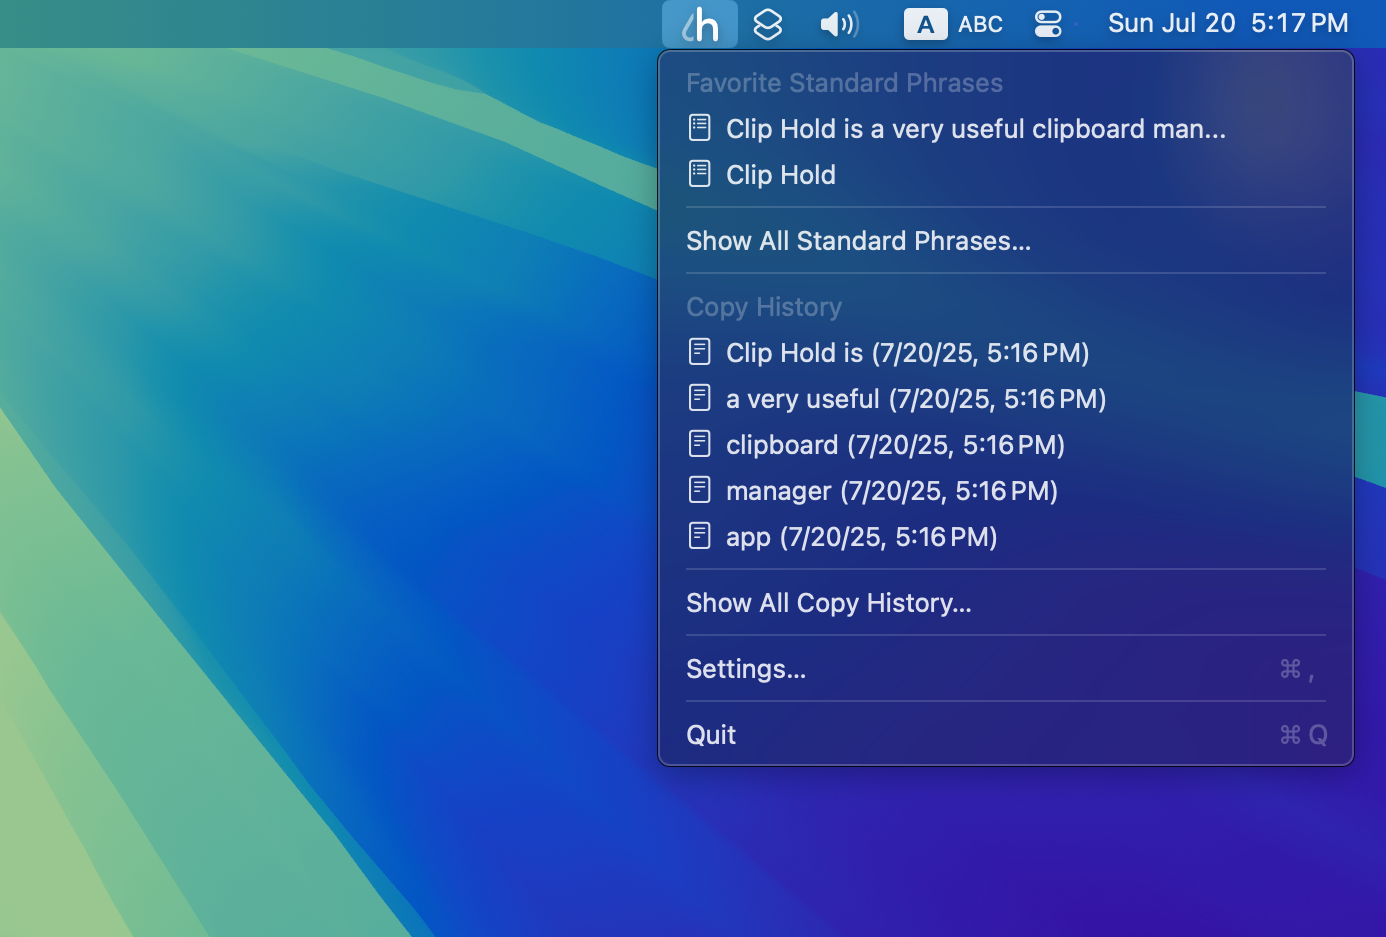 h A ABC Sun Jul 20 5:17 PM
Favorite Standard Phrases
Clip Hold is a very useful clipboard man...
Clip Hold
Show All Standard Phrases...
Copy History
Clip Hold is (7/20/25, 5:16 PM)
a very useful (7/20/25, 5:16 PM)
clipboard (7/20/25, 5:16 PM)
manager (7/20/25, 5:16 PM)
app (7/20/25, 5:16 PM)
Show All Copy History...
Settings... ⌘ ,
Quit ⌘ Q